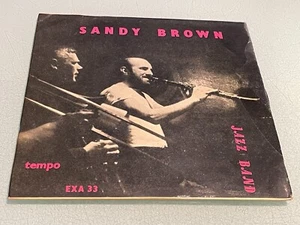 SANDY BROWN
JAZZ BAND
tempo
EXA 33